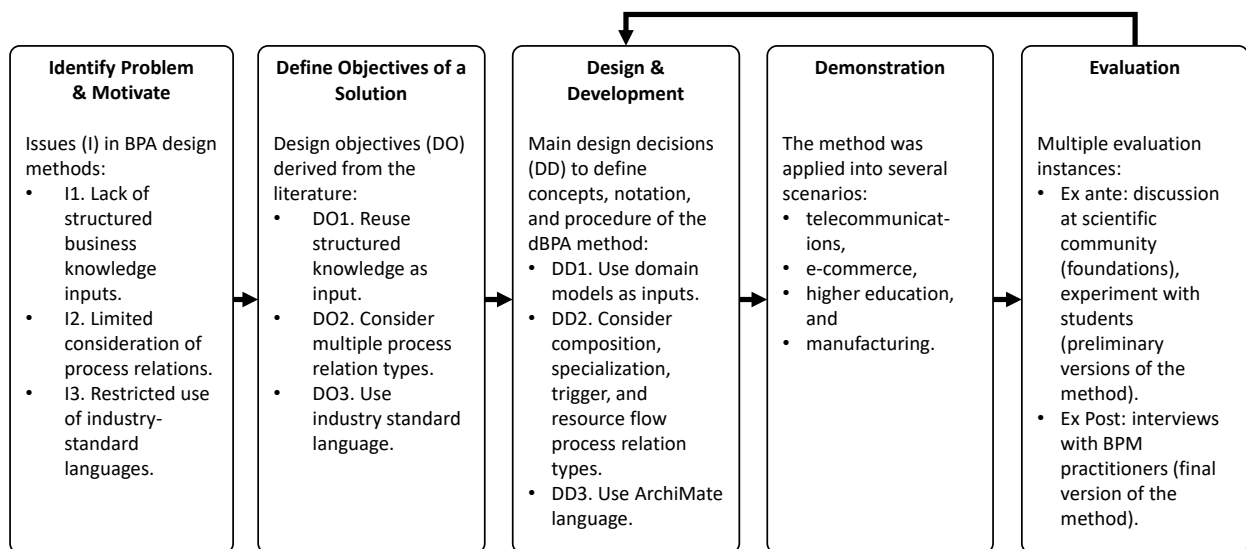 Identify Problem
& Motivate
Issues (I) in BPA design
methods:
• I1. Lack of
structured
business
knowledge
inputs.
• I2. Limited
consideration of
process relations.
• I3. Restricted use
of industry-
standard
languages.
Define Objectives of a
Solution
Design objectives (DO)
derived from the
literature:
• DO1. Reuse
structured
knowledge as
input.
• DO2. Consider
multiple process
relation types.
• DO3. Use
industry standard
language.
Design &
Development
Main design decisions
(DD) to define
concepts, notation,
and procedure of the
dBPA method:
• DD1. Use domain
models as inputs.
• DD2. Consider
composition,
specialization,
trigger, and
resource flow
process relation
types.
• DD3. Use ArchiMate
language.
Demonstration
The method was
applied into several
scenarios:
• telecommunicat-
ions,
• e-commerce,
• higher education,
and
• manufacturing.
Evaluation
Multiple evaluation
instances:
• Ex ante: discussion
at scientific
community
(foundations),
experiment with
students
(preliminary
versions of the
method).
• Ex Post: interviews
with BPM
practitioners (final
version of the
method).